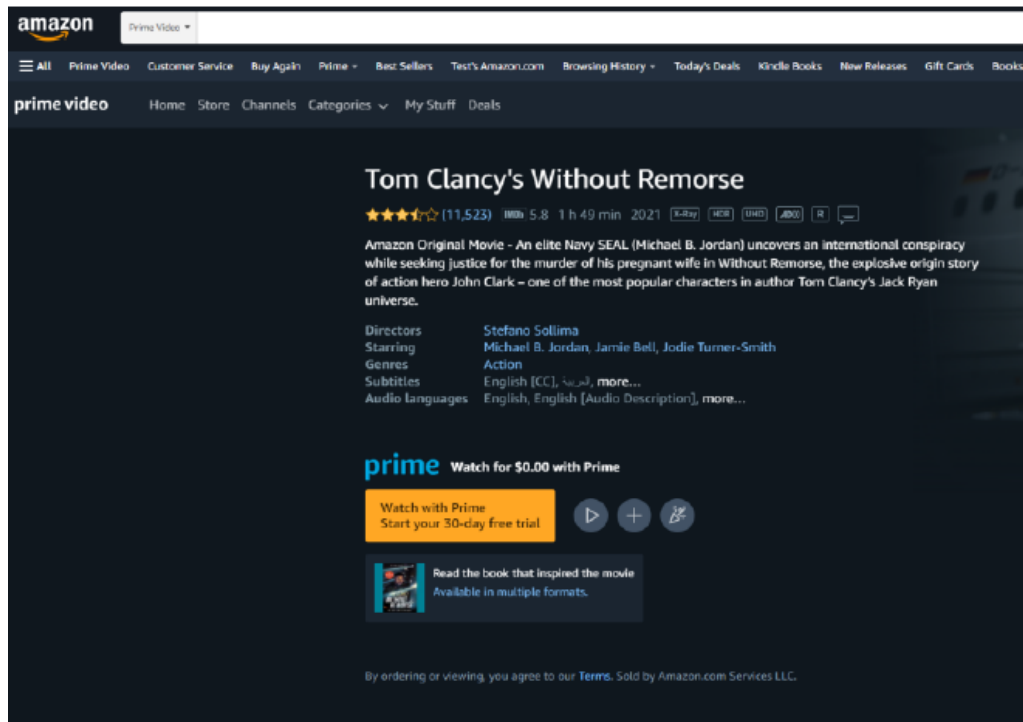 amazon
Prime Video
All Prime Video Customer Service Buy Again Prime Best Sellers Test's Amazon.com Browsing History Today's Deals Kindle Books New Releases Gift Cards Books
prime video Home Store Channels Categories My Stuff Deals
Tom Clancy's Without Remorse
(11,523) IMDb 5.8 1 h 49 min 2021 X-Ray HDR UHD R
Amazon Original Movie - An elite Navy SEAL (Michael B. Jordan) uncovers an international conspiracy
while seeking justice for the murder of his pregnant wife in Without Remorse, the explosive origin story
of action hero John Clark – one of the most popular characters in author Tom Clancy's Jack Ryan
universe.
Directors Stefano Sollima
Starring Michael B. Jordan, Jamie Bell, Jodie Turner-Smith
Genres Action
Subtitles English [CC], العربية, more...
Audio languages English, English [Audio Description], more...
prime Watch for $0.00 with Prime
Watch with Prime
Start your 30-day free trial
Read the book that inspired the movie
Available in multiple formats.
By ordering or viewing, you agree to our Terms. Sold by Amazon.com Services LLC.